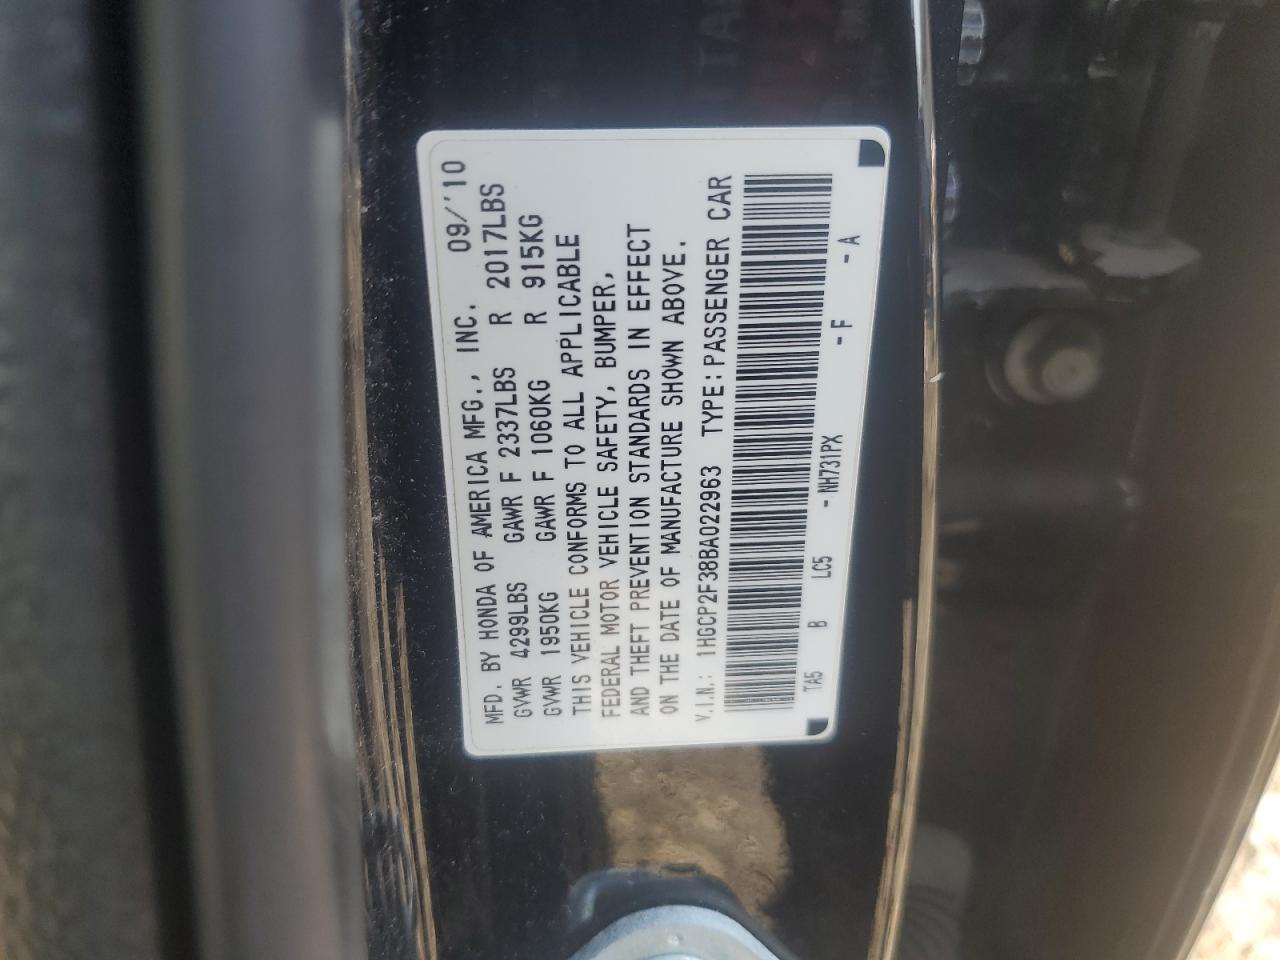 MFD. BY HONDA OF AMERICA MFG., INC. 09/'10
GVWR 4299LBS GAWR F 2337LBS R 2017LBS
GVWR 1950KG GAWR F 1060KG R 915KG
THIS VEHICLE CONFORMS TO ALL APPLICABLE
FEDERAL MOTOR VEHICLE SAFETY, BUMPER,
AND THEFT PREVENTION STANDARDS IN EFFECT
ON THE DATE OF MANUFACTURE SHOWN ABOVE.
V.I.N.: 1HGCP2F38BA022963 TYPE:PASSENGER CAR
TA5 B LC5 - NH731PX - F - A